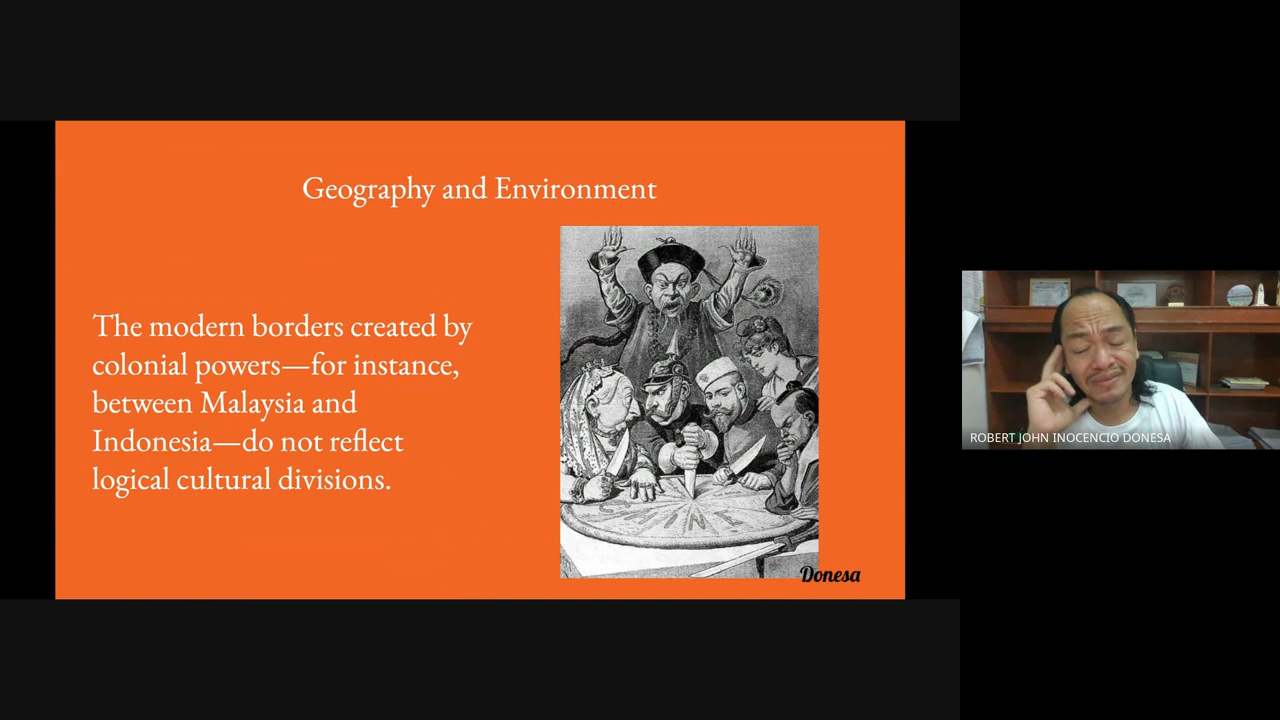 Geography and Environment
The modern borders created by
colonial powers—for instance,
between Malaysia and
Indonesia—do not reflect
logical cultural divisions.
CHINE
Donesa
ROBERT JOHN INOCENCIO DONESA